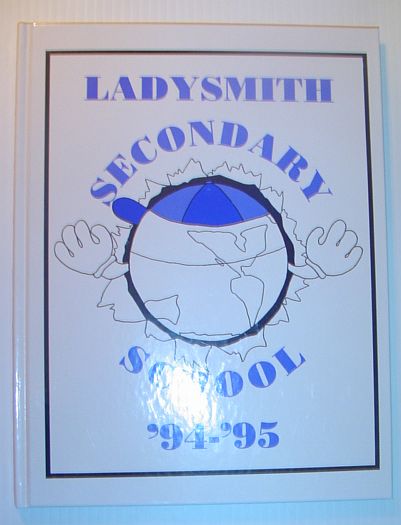 LADYSMITH
SECONDARY
SCHOOL
'94-'95